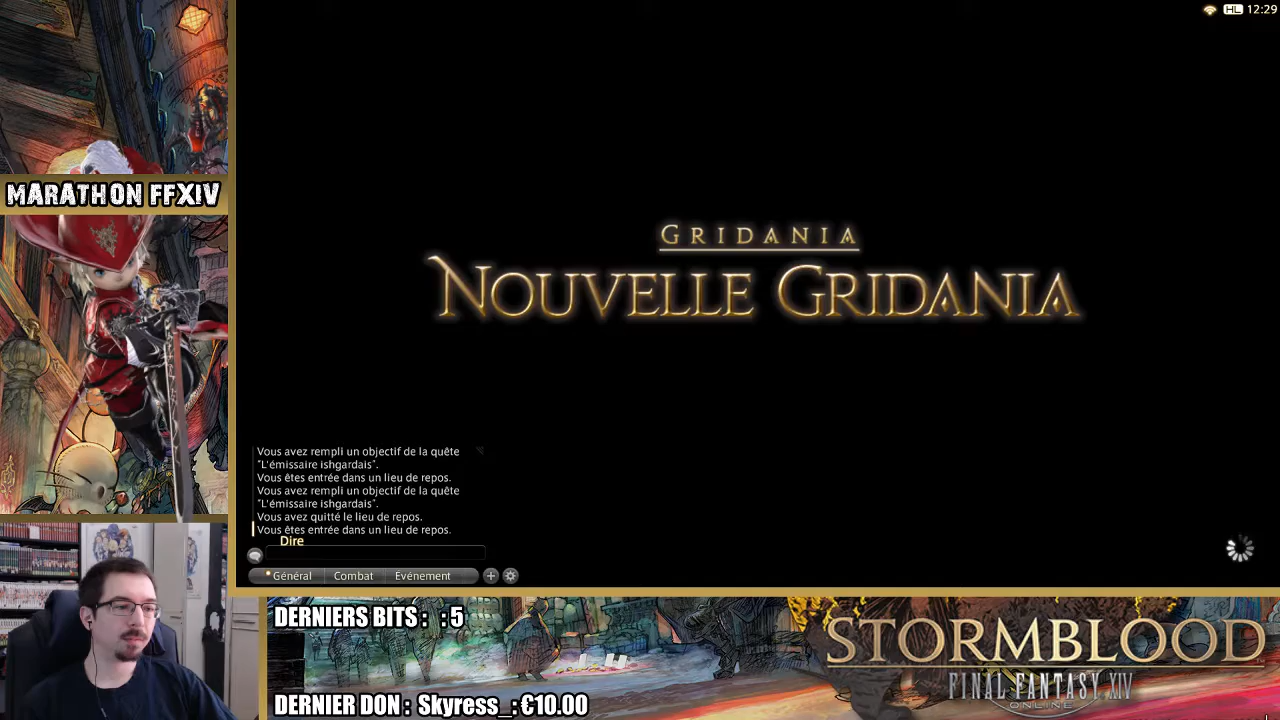 HL 12:29
MARATHON FFXIV
GRIDANIA
NOUVELLE GRIDANIA
Vous avez rempli un objectif de la quête
"L'émissaire ishgardais".
Vous êtes entrée dans un lieu de repos.
Vous avez rempli un objectif de la quête
"L'émissaire ishgardais".
Vous avez quitté le lieu de repos.
Vous êtes entrée dans un lieu de repos.
Dire
Général Combat Evénement
DERNIERS BITS : : 5
STORMBLOOD
FINAL FANTASY XIV
ONLINE
DERNIER DON : Skyress_: €10.00